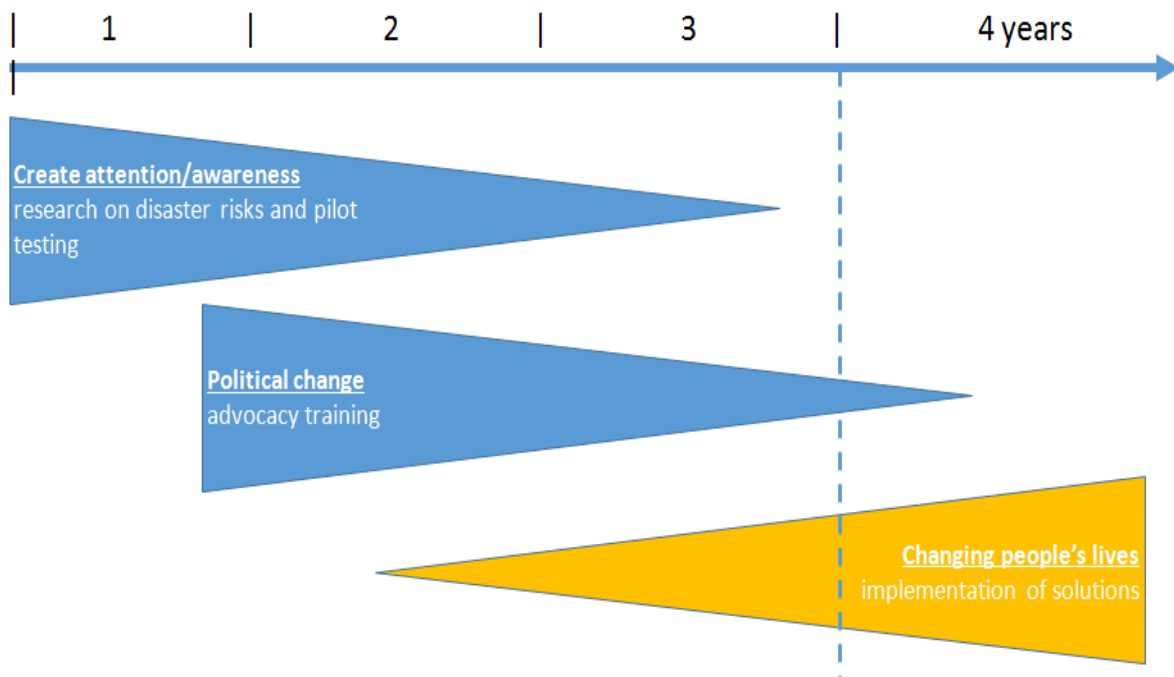 | 1 | 2 | 3 | 4 years
Create attention/awareness
research on disaster risks and pilot
testing
Political change
advocacy training
Changing people's lives
implementation of solutions